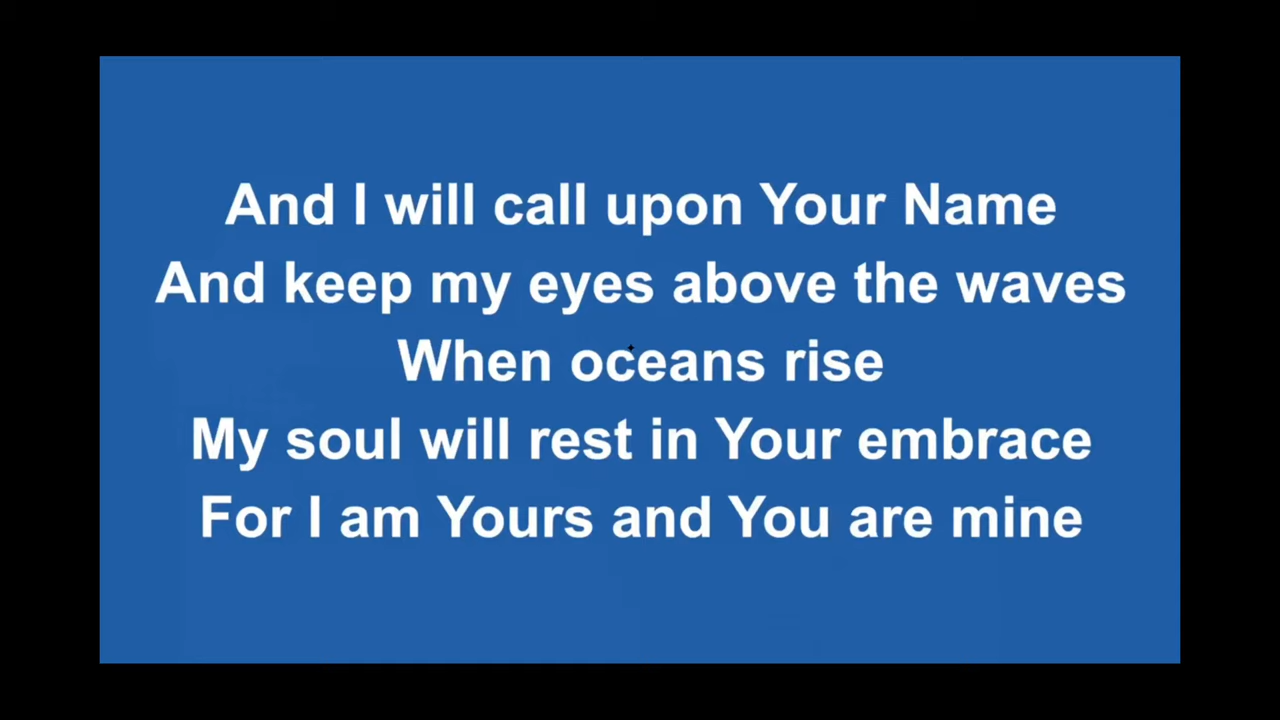 And I will call upon Your Name
And keep my eyes above the waves
When oceans rise
My soul will rest in Your embrace
For I am Yours and You are mine